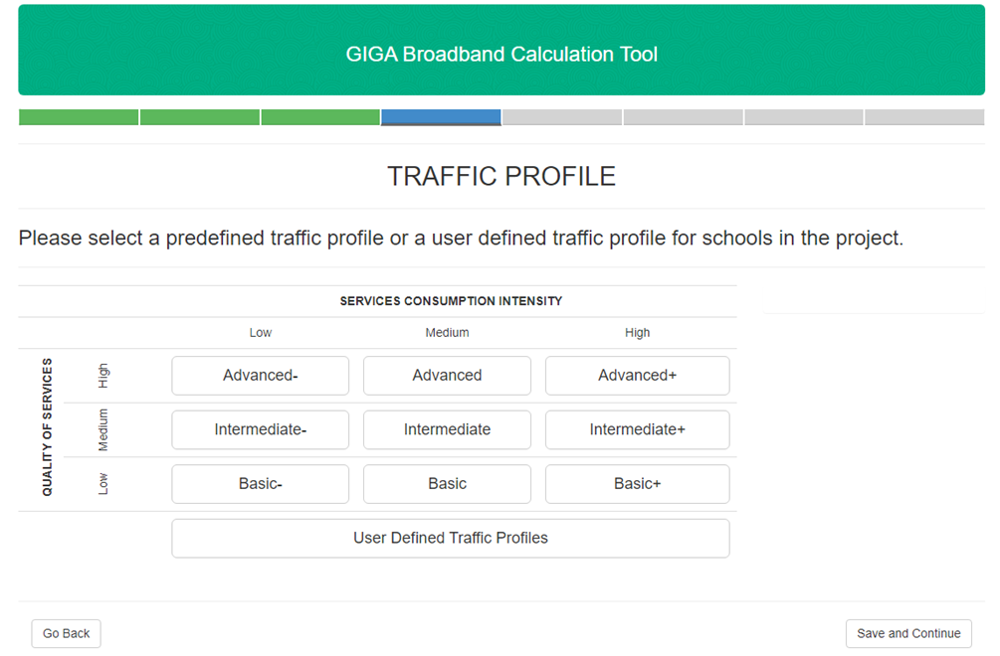 GIGA Broadband Calculation Tool
TRAFFIC PROFILE
Please select a predefined traffic profile or a user defined traffic profile for schools in the project.
SERVICES CONSUMPTION INTENSITY
Low Medium High
QUALITY OF SERVICES
High
Advanced- Advanced Advanced+
Medium
Intermediate- Intermediate Intermediate+
Low
Basic- Basic Basic+
User Defined Traffic Profiles
Go Back Save and Continue